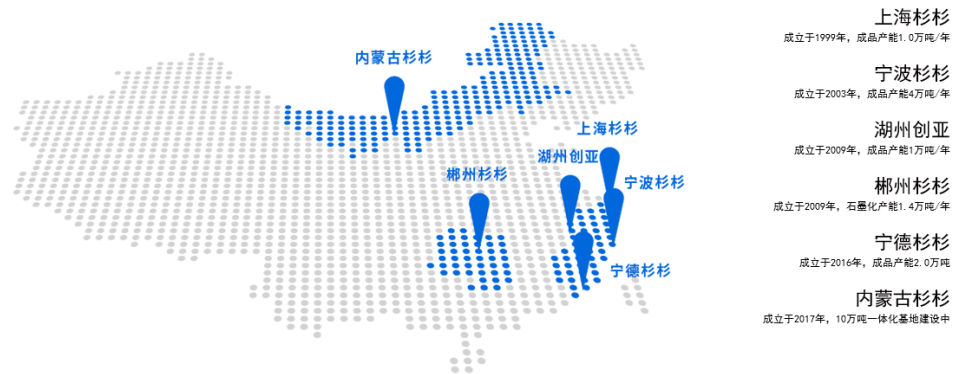 内蒙古杉杉
上海杉杉
湖州创亚
郴州杉杉
宁波杉杉
宁德杉杉
上海杉杉
成立于1999年，成品产能1.0万吨/年
宁波杉杉
成立于2003年，成品产能4万吨/年
湖州创亚
成立于2009年，成品产能1万吨/年
郴州杉杉
成立于2009年，石墨化产能1.4万吨/年
宁德杉杉
成立于2016年，成品产能2.0万吨
内蒙古杉杉
成立于2017年，10万吨一体化基地建设中